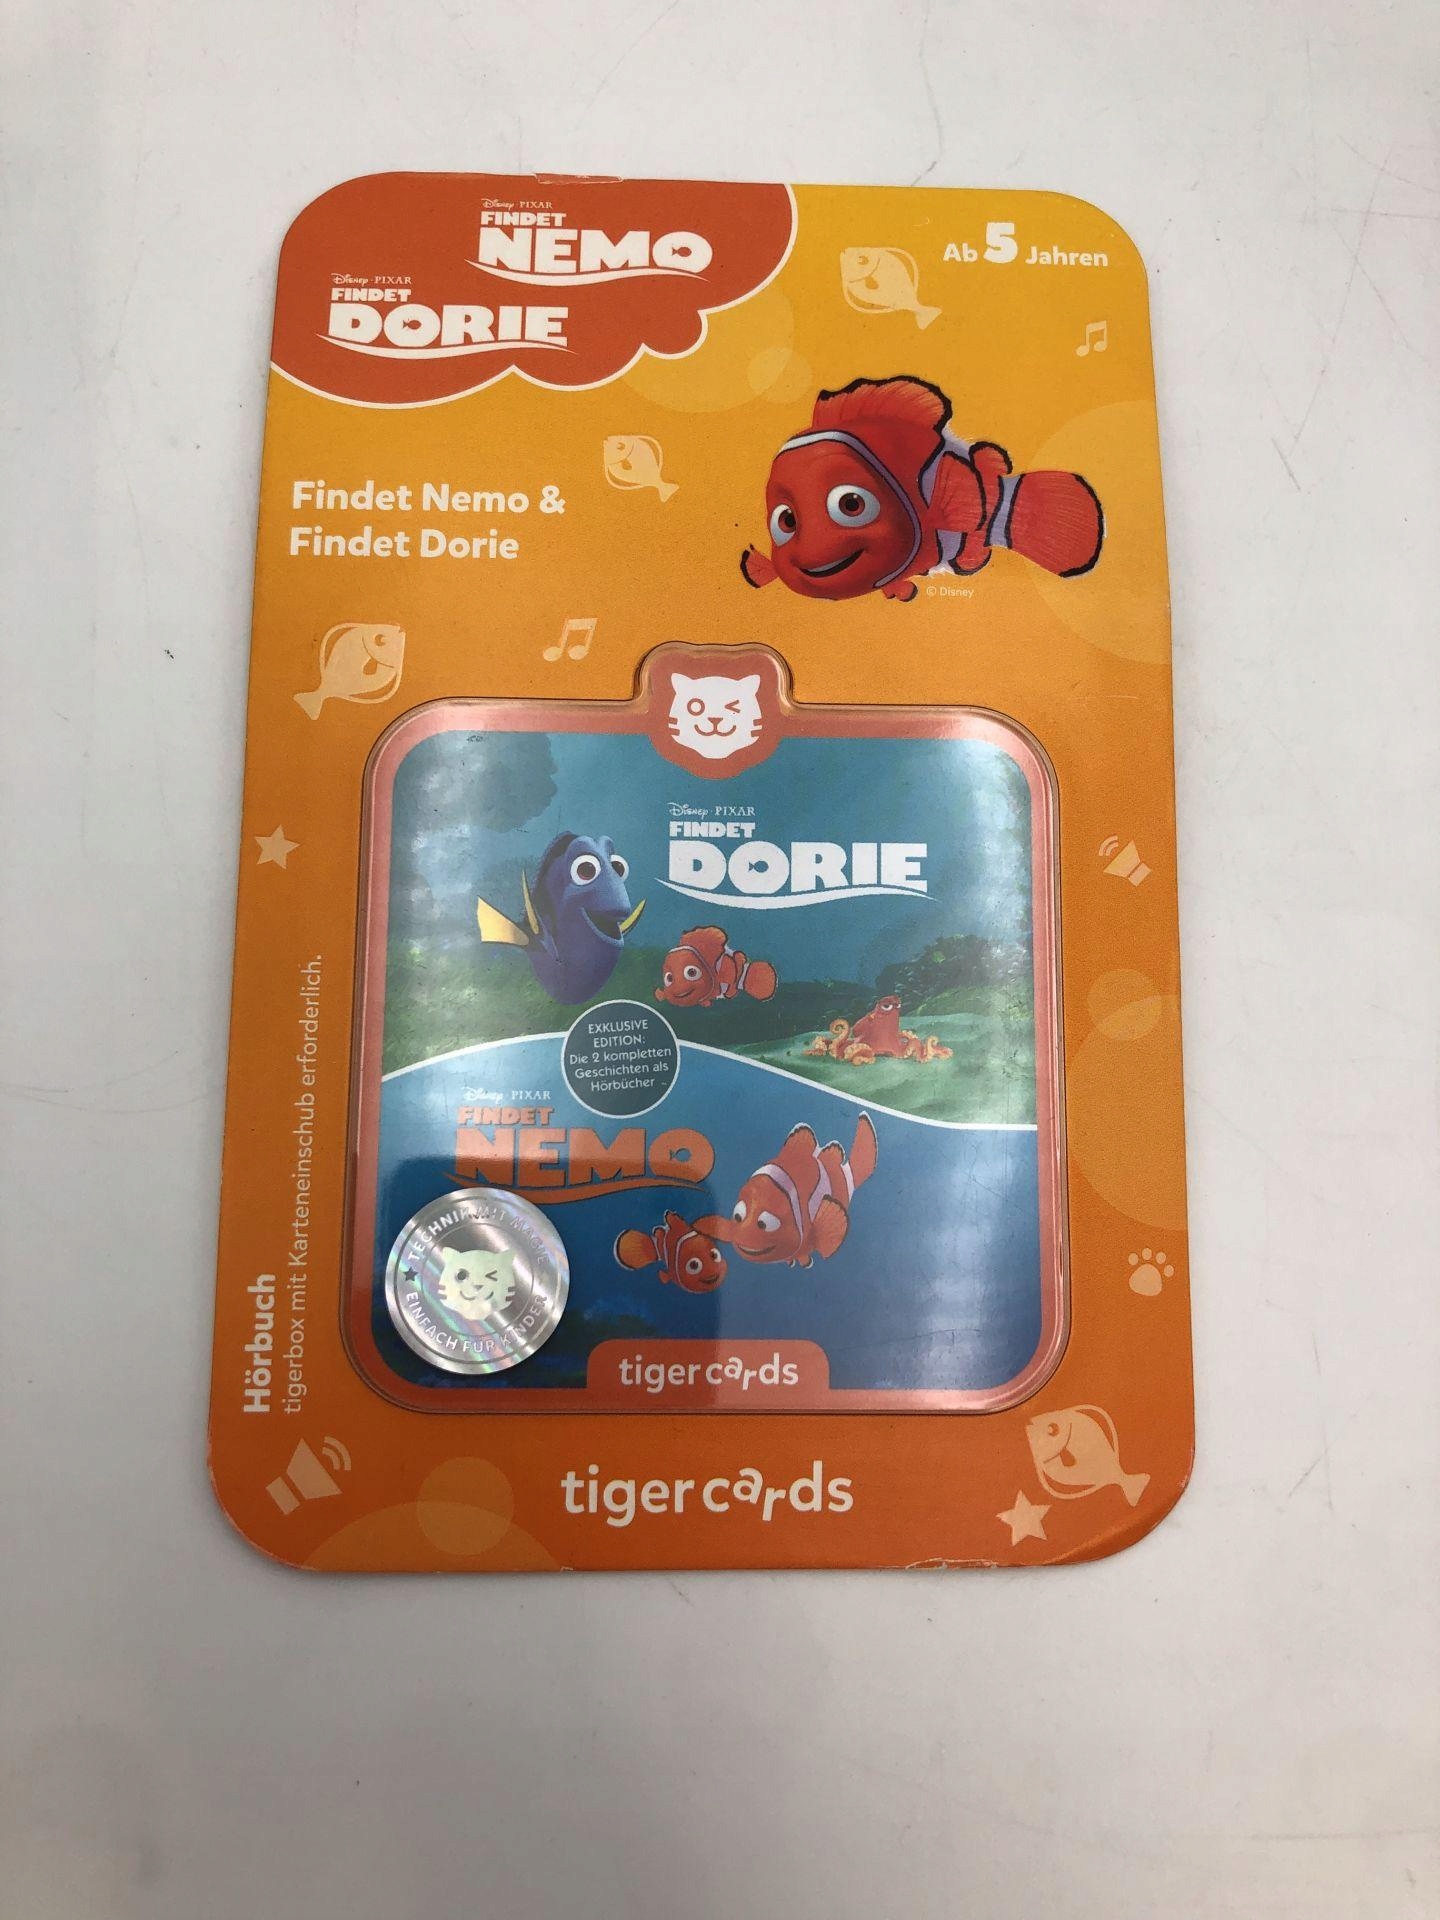 Disney · PIXAR
FINDET
NEMO
Disney · PIXAR
FINDET
DORIE
Ab 5 Jahren
Findet Nemo &
Findet Dorie
© Disney
Disney · PIXAR
FINDET
DORIE
EXKLUSIVE
EDITION:
Die 2 kompletten
Geschichten als
Hörbücher
Disney · PIXAR
FINDET
NEMO
TECHNIK MIT MAGIE
EINFACH FÜR KINDER
tigercards
Hörbuch
tigerbox mit Karteneinschub erforderlich.
tigercards